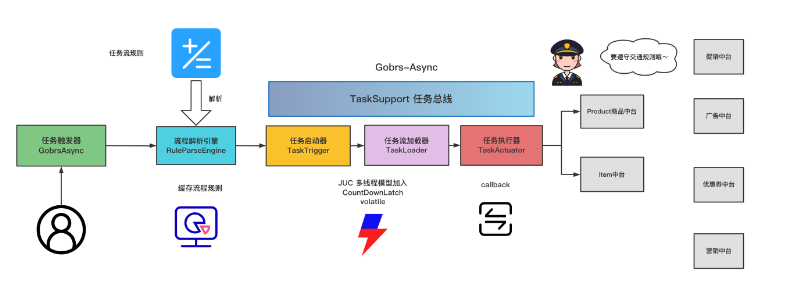 任务流规则
解析
Gobrs-Async
TaskSupport 任务总线
要遵守交通规则哦～
促销中台
任务触发器
GobrsAsync
流程解析引擎
RuleParseEngine
任务启动器
TaskTrigger
任务流加载器
TaskLoader
任务执行器
TaskActuator
Product商品中台
广告中台
Item中台
优惠券中台
营销中台
缓存流程规则
JUC 多线程模型加入
CountDownLatch
volatile
callback